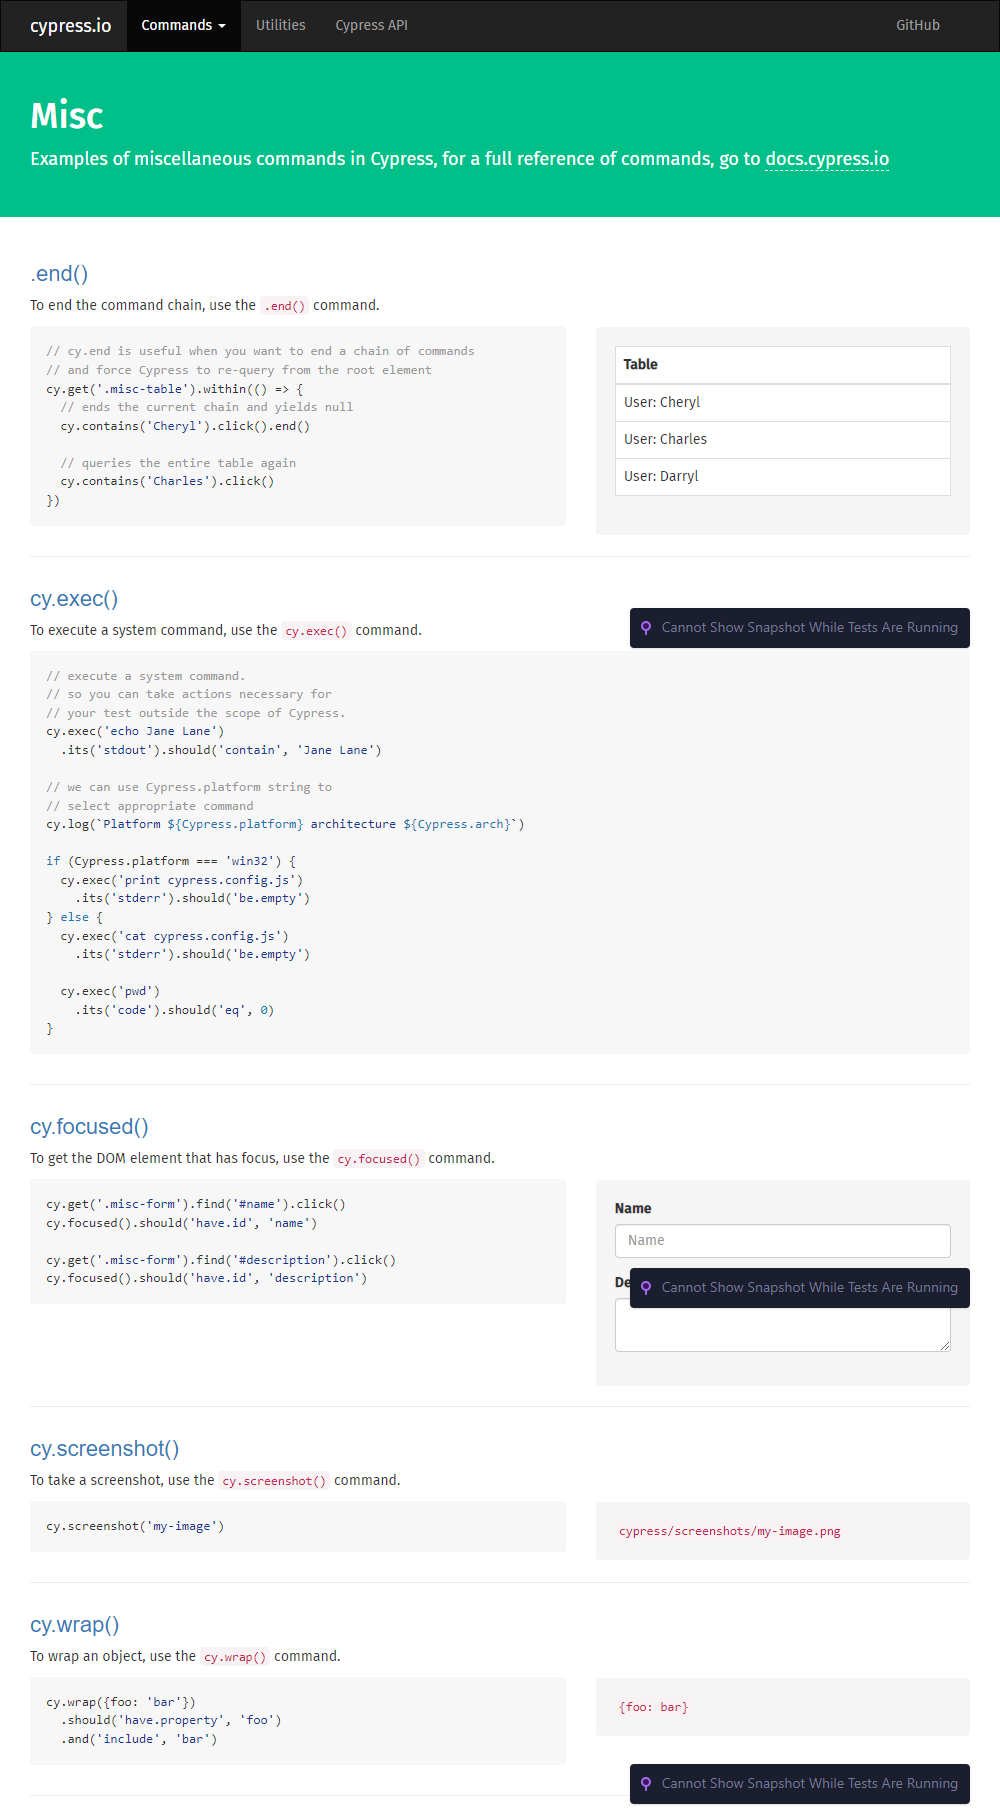 cypress.io Commands Utilities Cypress API GitHub
Misc
Examples of miscellaneous commands in Cypress, for a full reference of commands, go to docs.cypress.io
.end()
To end the command chain, use the .end() command.
// cy.end is useful when you want to end a chain of commands
// and force Cypress to re-query from the root element
cy.get('.misc-table').within(() => {
  // ends the current chain and yields null
  cy.contains('Cheryl').click().end()
  // queries the entire table again
  cy.contains('Charles').click()
})
Table
User: Cheryl
User: Charles
User: Darryl
cy.exec()
To execute a system command, use the cy.exec() command.
Cannot Show Snapshot While Tests Are Running
// execute a system command.
// so you can take actions necessary for
// your test outside the scope of Cypress.
cy.exec('echo Jane Lane')
  .its('stdout').should('contain', 'Jane Lane')
// we can use Cypress.platform string to
// select appropriate command
cy.log(`Platform ${Cypress.platform} architecture ${Cypress.arch}`)
if (Cypress.platform === 'win32') {
  cy.exec('print cypress.config.js')
    .its('stderr').should('be.empty')
} else {
  cy.exec('cat cypress.config.js')
    .its('stderr').should('be.empty')
  cy.exec('pwd')
    .its('code').should('eq', 0)
}
cy.focused()
To get the DOM element that has focus, use the cy.focused() command.
cy.get('.misc-form').find('#name').click()
cy.focused().should('have.id', 'name')
cy.get('.misc-form').find('#description').click()
cy.focused().should('have.id', 'description')
Name
Name
De
Cannot Show Snapshot While Tests Are Running
cy.screenshot()
To take a screenshot, use the cy.screenshot() command.
cy.screenshot('my-image')
cypress/screenshots/my-image.png
cy.wrap()
To wrap an object, use the cy.wrap() command.
cy.wrap({foo: 'bar'})
  .should('have.property', 'foo')
  .and('include', 'bar')
{foo: bar}
Cannot Show Snapshot While Tests Are Running